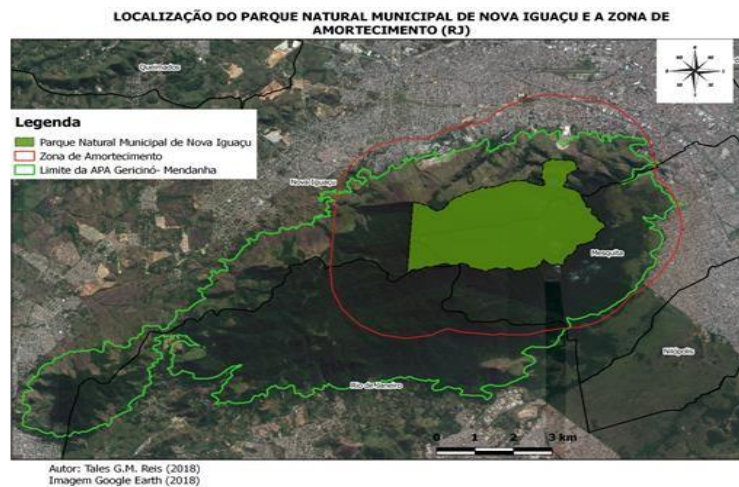 LOCALIZAÇÃO DO PARQUE NATURAL MUNICIPAL DE NOVA IGUAÇU E A ZONA DE
AMORTECIMENTO (RJ)
Queimados
Legenda
Parque Natural Municipal de Nova Iguaçu
Zona de Amortecimento
Limite da APA Gericinó- Mendanha
Nova Iguaçu
Mesquita
Nilópolis
Rio de Janeiro
0 1 2 3 km
Autor: Tales G.M. Reis (2018)
Imagem Google Earth (2018)